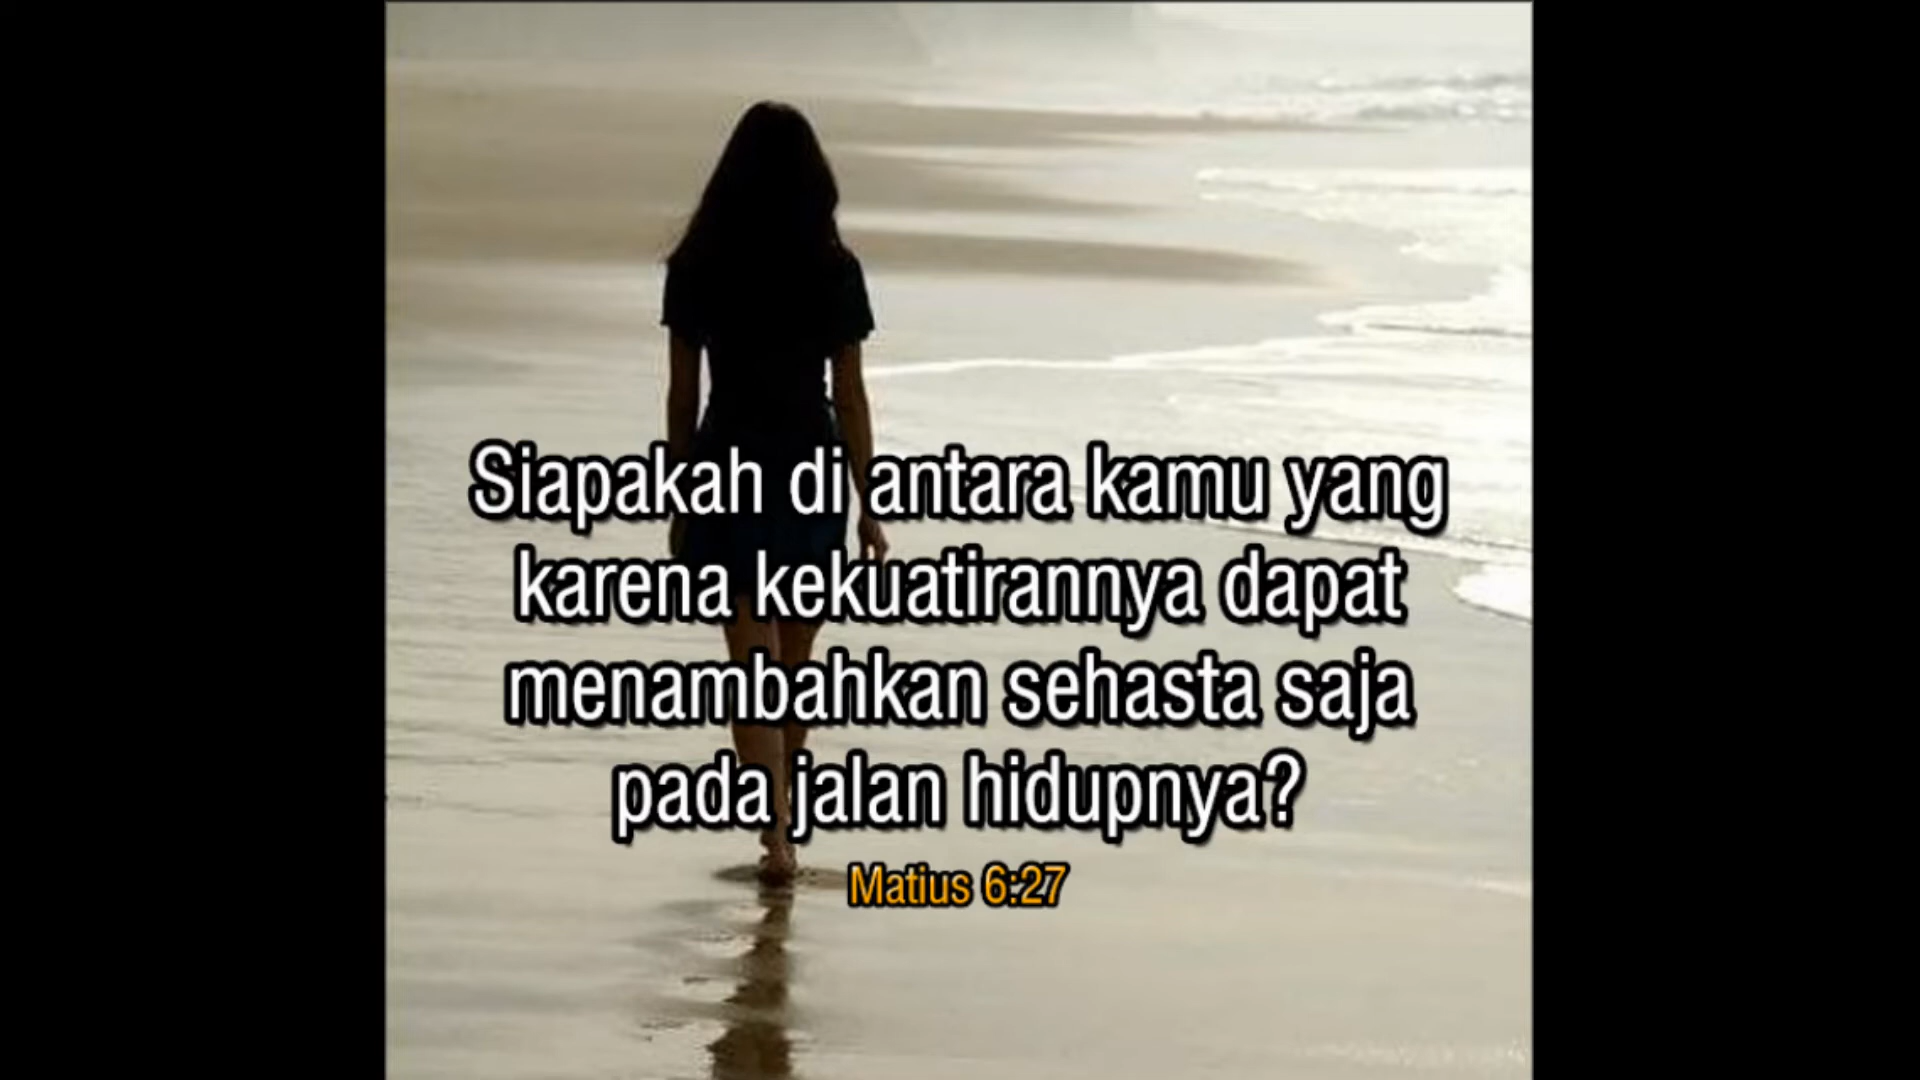 Siapakah di antara kamu yang
karena kekuatirannya dapat
menambahkan sehasta saja
pada jalan hidupnya?
Matius 6:27